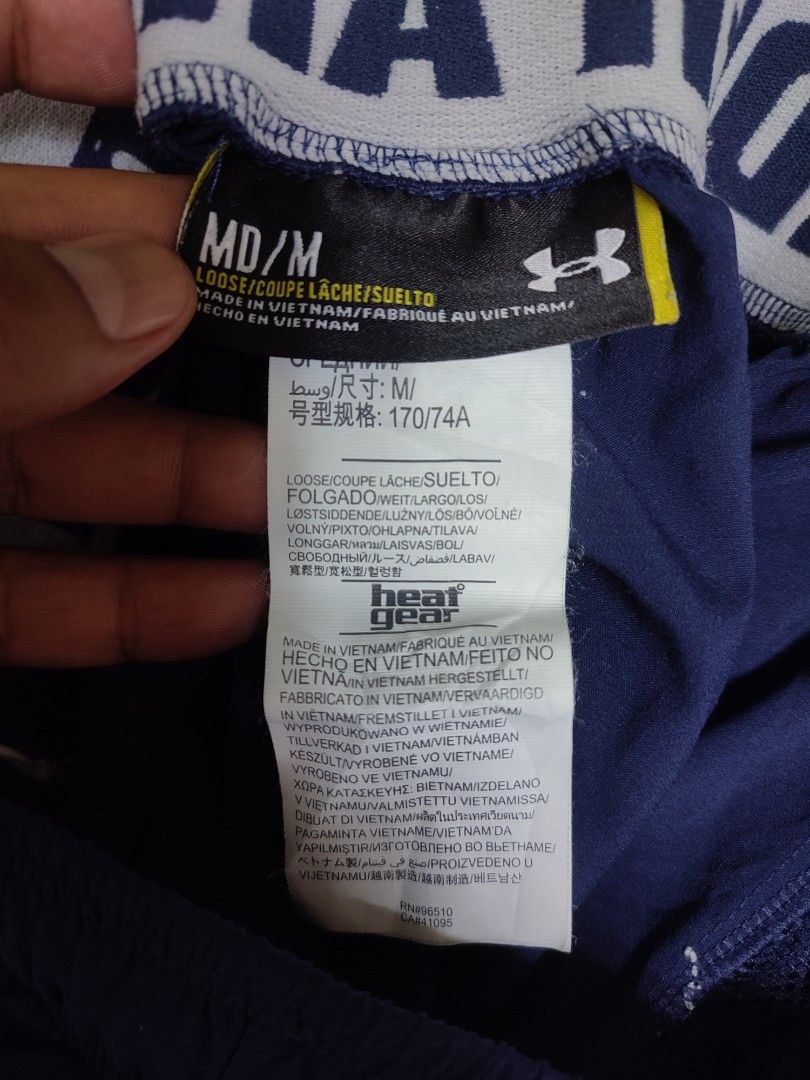 MD/M
LOOSE/COUPE LÂCHE/SUELTO
MADE IN VIETNAM/FABRIQUÉ AU VIETNAM/
HECHO EN VIETNAM
وسط/尺寸: M/
号型规格: 170/74A
LOOSE/COUPE LÂCHE/SUELTO/
FOLGADO/WEIT/LARGO/LOS/
LØSTSIDDENDE/LUŹNY/LÖS/BŐ/VOĽNÉ/
VOLNÝ/ΡΙΧΤΟ/OHLAPNA/TILAVA/
LONGGAR/หลวม/LAISVAS/BOL/
СВОБОДНЫЙ/ルース/فضفاض/LABAV/
寬鬆型/宽松型/헐렁함
heat
gear
MADE IN VIETNAM/FABRIQUÉ AU VIETNAM/
HECHO EN VIETNAM/FEITO NO
VIETNÃ/IN VIETNAM HERGESTELLT/
FABBRICATO IN VIETNAM/VERVAARDIGD
IN VIËTNAM/FREMSTILLET I VIETNAM/
WYPRODUKOWANO W WIETNAMIE/
TILLVERKAD I VIETNAM/VIETNÁMBAN
KÉSZÜLT/VYROBENÉ VO VIETNAME/
VYROBENO VE VIETNAMU/
ΧΩΡΑ ΚΑΤΑΣΚΕΥΗΣ: ΒΙΕΤΝΑΜ/IZDELANO
V VIETNAMU/VALMISTETTU VIETNAMISSA/
DIBUAT DI VIETNAM/ผลิตในประเทศเวียดนาม/
PAGAMINTA VIETNAME/VIETNAM'DA
YAPILMIŞTIR/ИЗГОТОВЛЕНО ВО ВЬЕТНАМЕ/
ベトナム製/صنع في فيتنام/PROIZVEDENO U
VIJETNAMU/越南製造/越南制造/베트남산
RN#96510
CA#41095